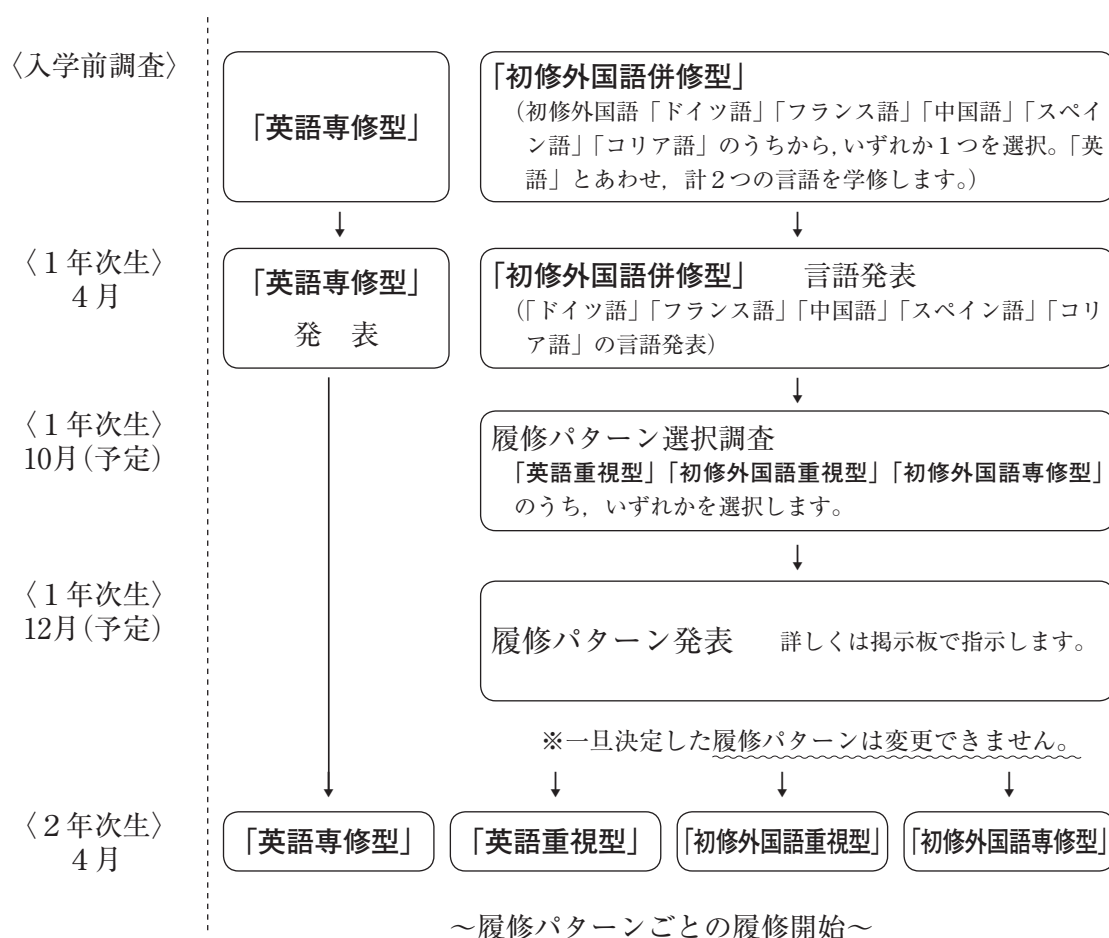 〈入学前調査〉
「英語専修型」
「初修外国語併修型」
（初修外国語「ドイツ語」「フランス語」「中国語」「スペイ
ン語」「コリア語」のうちから，いずれか１つを選択。「英
語」とあわせ，計２つの言語を学修します。）
〈１年次生〉
４月
「英語専修型」
発　表
「初修外国語併修型」　言語発表
（「ドイツ語」「フランス語」「中国語」「スペイン語」「コリ
ア語」の言語発表）
〈１年次生〉
10月（予定）
履修パターン選択調査
「英語重視型」「初修外国語重視型」「初修外国語専修型」
のうち，いずれかを選択します。
〈１年次生〉
12月（予定）
履修パターン発表　詳しくは掲示板で指示します。
※一旦決定した履修パターンは変更できません。
〈２年次生〉
４月
「英語専修型」
「英語重視型」
「初修外国語重視型」
「初修外国語専修型」
～履修パターンごとの履修開始～